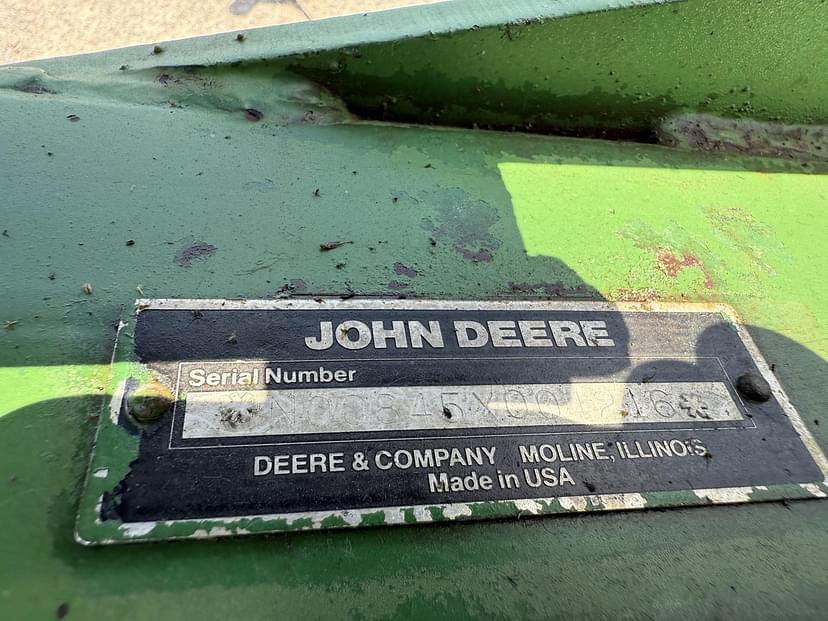 JOHN DEERE
Serial Number
DEERE & COMPANY MOLINE, ILLINOIS
Made in USA